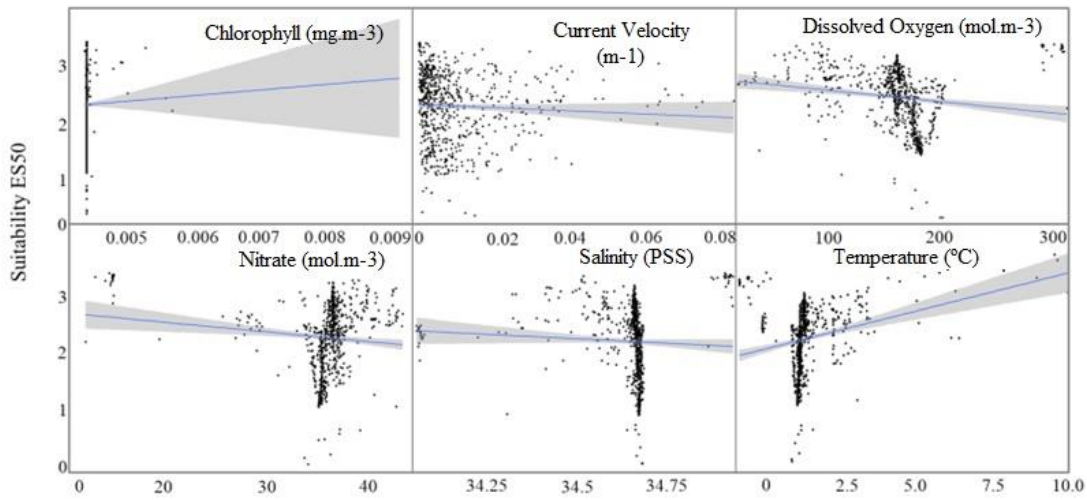 Suitability ES50
Chlorophyll (mg.m-3)
3
2
1
0
0.005 0.006 0.007 0.008 0.009
Current Velocity
(m-1)
0 0.02 0.04 0.06 0.08
Dissolved Oxygen (mol.m-3)
100 200 300
Nitrate (mol.m-3)
3
2
1
0
0 20 30 40
Salinity (PSS)
34.25 34.5 34.75
Temperature (ºC)
0 2.5 5.0 7.5 10.0